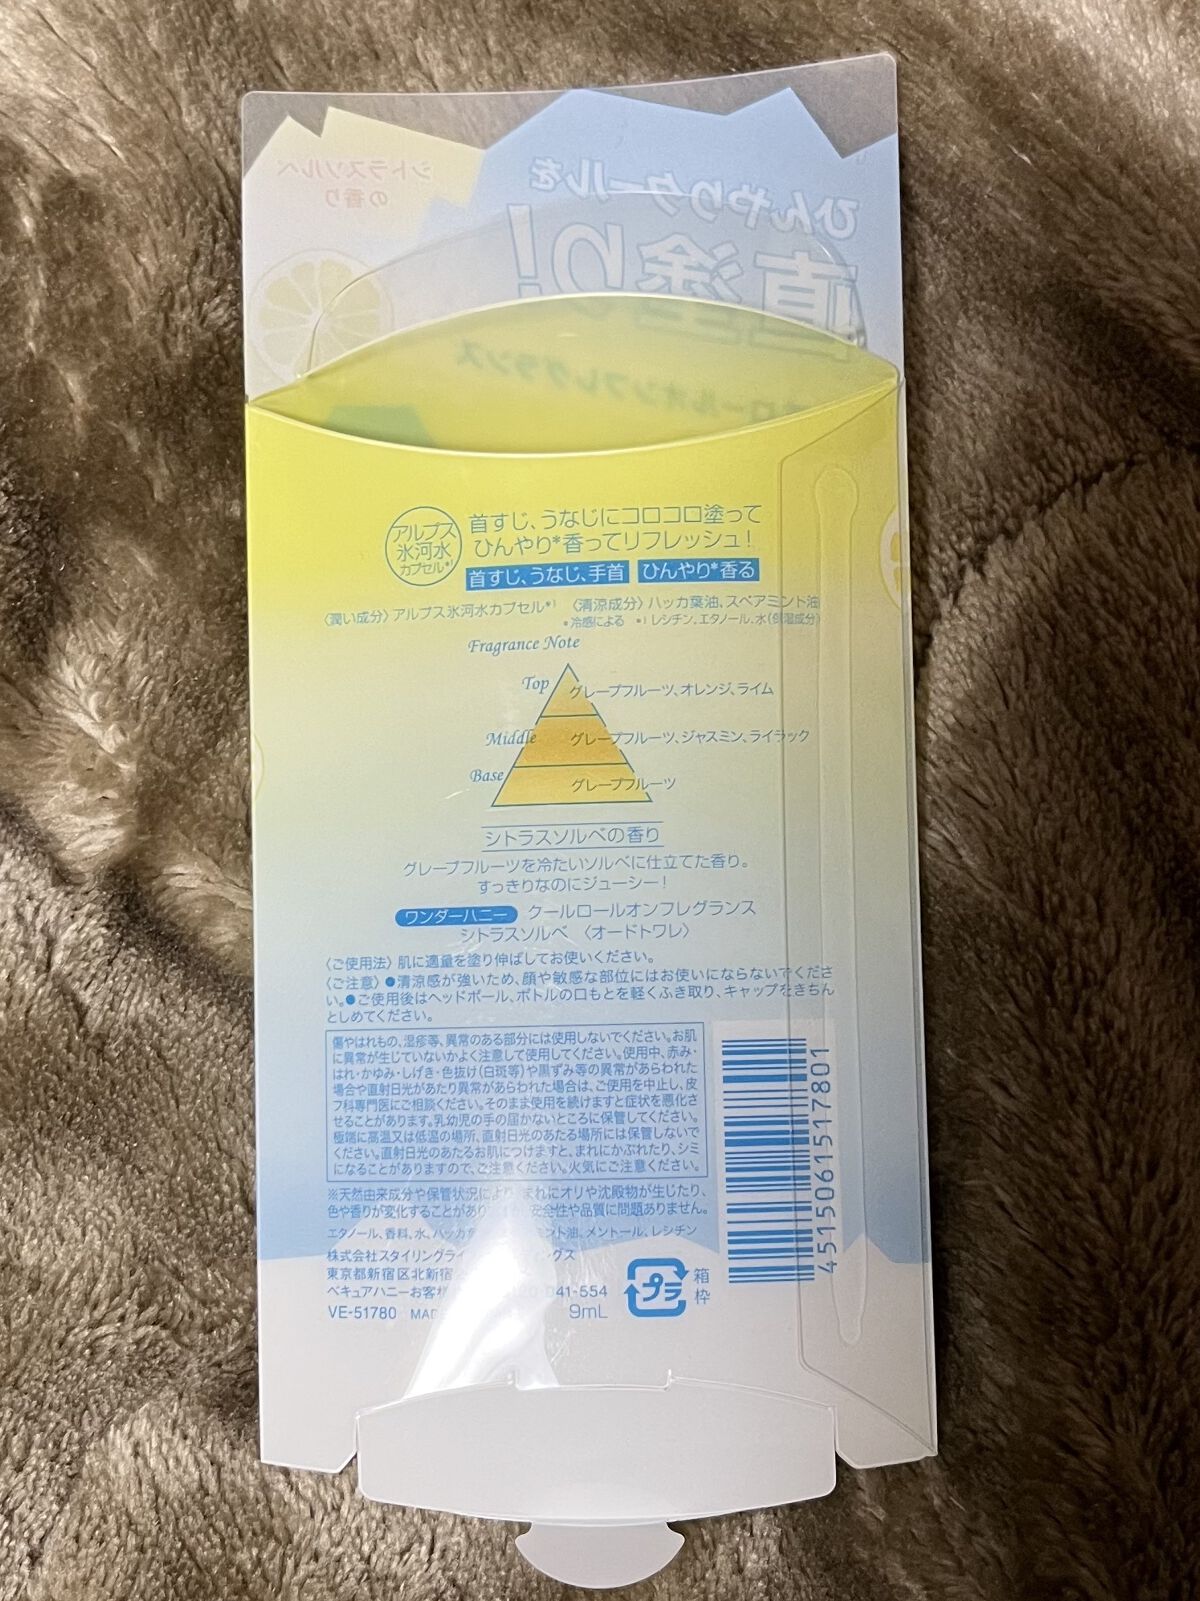 シトラスソルベ
の香り
ひんやりクールを
直塗り!
ロールオンフレグランス
アルプス
氷河水
カプセル*1
首すじ、うなじにコロコロ塗って
ひんやり*香ってリフレッシュ!
首すじ、うなじ、手首 ひんやり*香る
〈潤い成分〉アルプス氷河水カプセル*1 〈清涼成分〉ハッカ葉油、スペアミント油
*冷感による *1 レシチン、エタノール、水(保湿成分)
Fragrance Note
Top グレープフルーツ、オレンジ、ライム
Middle グレープフルーツ、ジャスミン、ライラック
Base グレープフルーツ
シトラスソルベの香り
グレープフルーツを冷たいソルベに仕立てた香り。
すっきりなのにジューシー!
ワンダーハニー クールロールオンフレグランス
シトラスソルベ 〈オードトワレ〉
〈ご使用法〉肌に適量を塗り伸ばしてお使いください。
〈ご注意〉●清涼感が強いため、顔や敏感な部位にはお使いにならないでくださ
い。●ご使用後はヘッドボール、ボトルの口もとを軽くふき取り、キャップをきちん
としめてください。
傷やはれもの、湿疹等、異常のある部分には使用しないでください。お肌
に異常が生じていないかよく注意して使用してください。使用中、赤み・
はれ・かゆみ・しげき・色抜け(白斑等)や黒ずみ等の異常があらわれた
場合や直射日光があたり異常があらわれた場合は、ご使用を中止し、皮
フ科専門医にご相談ください。そのまま使用を続けますと症状を悪化さ
せることがあります。乳幼児の手の届かないところに保管してください。
極端に高温又は低温の場所、直射日光のあたる場所には保管しないで
ください。直射日光のあたるお肌につけますと、まれにかぶれたり、シミ
になることがありますので、ご注意ください。火気にご注意ください。
※天然由来成分や保管状況により、まれにオリや沈殿物が生じたり、
色や香りが変化することがあり 安全性や品質に問題ありません。
エタノール、香料、水、ハッカ ミント油、メントール、レシチン
株式会社スタイリングライ ングス
東京都新宿区北新宿
ベキュアハニーお客様 041-554
VE-51780 MADE 9mL
プラ
箱
枠
4515061517801